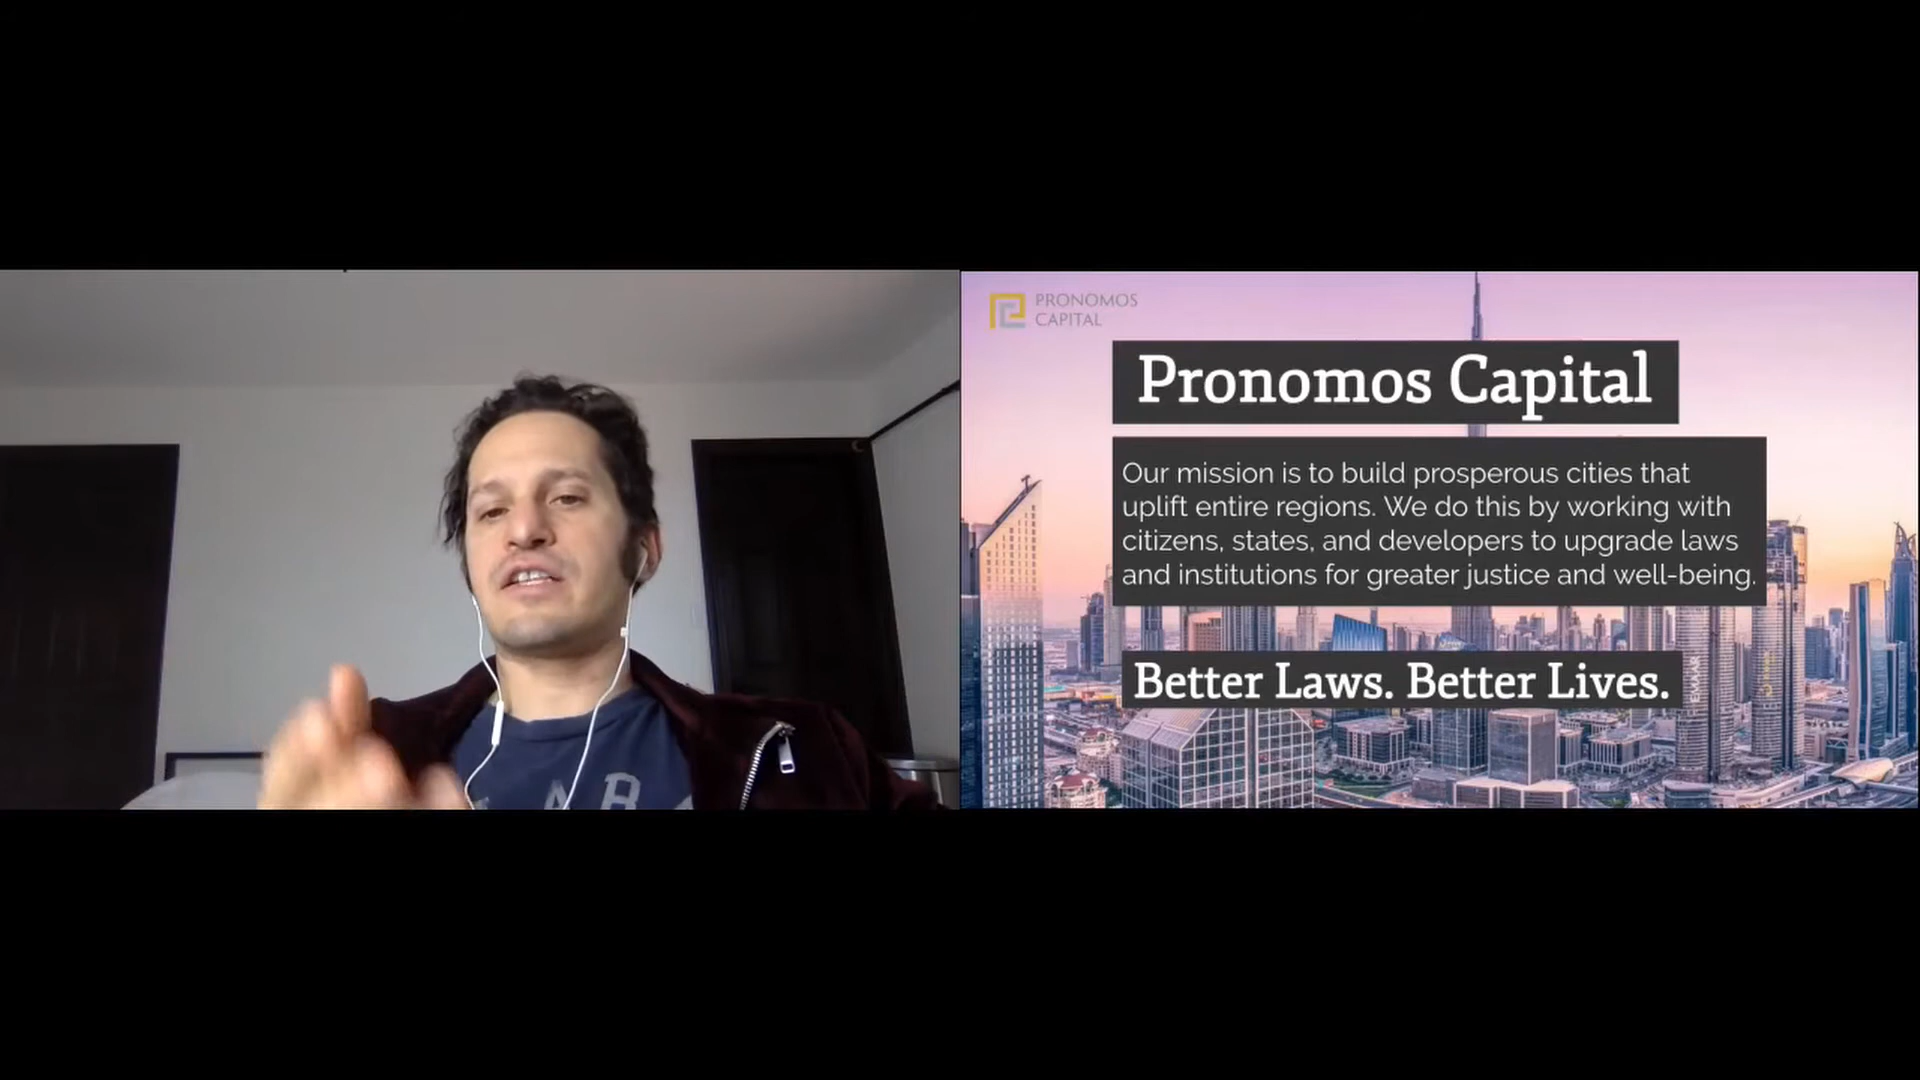 PRONOMOS
CAPITAL
Pronomos Capital
Our mission is to build prosperous cities that
uplift entire regions. We do this by working with
citizens, states, and developers to upgrade laws
and institutions for greater justice and well-being.
Better Laws. Better Lives.
EMAAR